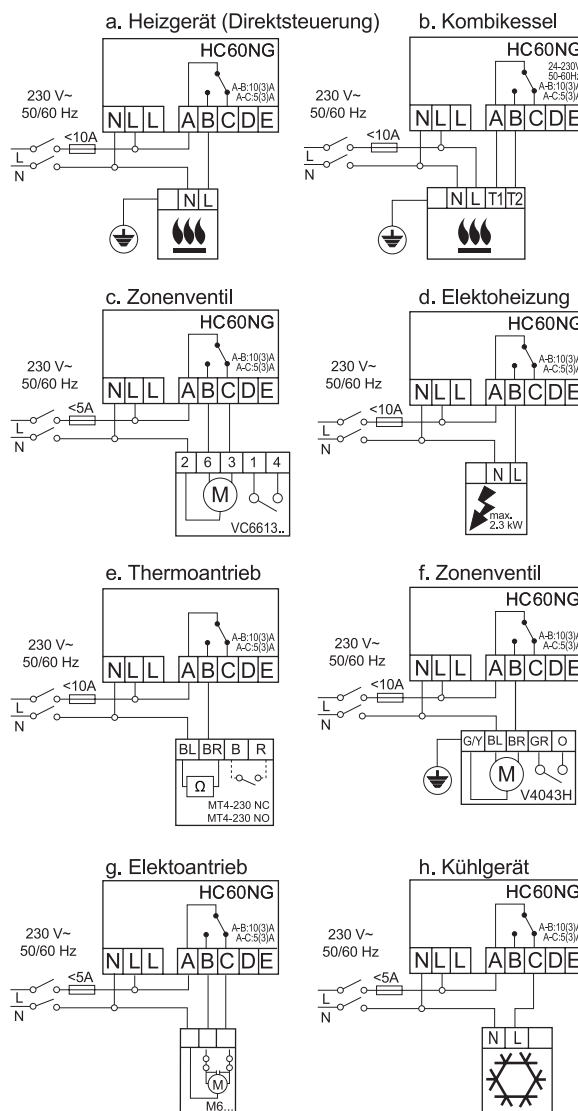 a. Heizgerät (Direktsteuerung)
HC60NG
230 V~
50/60 Hz
A-B:10(3)A
A-C:5(3)A
N L L A B C D E
<10A
L
N
N L
b. Kombikessel
HC60NG
24-230V
50-60Hz
A-B:10(3)A
A-C:5(3)A
230 V~
50/60 Hz
N L L A B C D E
<10A
L
N
N L T1 T2
c. Zonenventil
HC60NG
230 V~
50/60 Hz
A-B:10(3)A
A-C:5(3)A
N L L A B C D E
<5A
L
N
2 6 3 1 4
M
VC6613..
d. Elektoheizung
HC60NG
230 V~
50/60 Hz
A-B:10(3)A
A-C:5(3)A
N L L A B C D E
<10A
L
N
N L
max.
2.3 kW
e. Thermoantrieb
230 V~
50/60 Hz
A-B:10(3)A
A-C:5(3)A
N L L A B C D E
<10A
L
N
BL BR B R
Ω
MT4-230 NC
MT4-230 NO
f. Zonenventil
HC60NG
230 V~
50/60 Hz
A-B:10(3)A
A-C:5(3)A
N L L A B C D E
<10A
L
N
G/Y BL BR GR O
M
V4043H
g. Elektoantrieb
HC60NG
230 V~
50/60 Hz
A-B:10(3)A
A-C:5(3)A
N L L A B C D E
<5A
L
N
M
M6...
h. Kühlgerät
HC60NG
230 V~
50/60 Hz
A-B:10(3)A
A-C:5(3)A
N L L A B C D E
<5A
L
N
N L